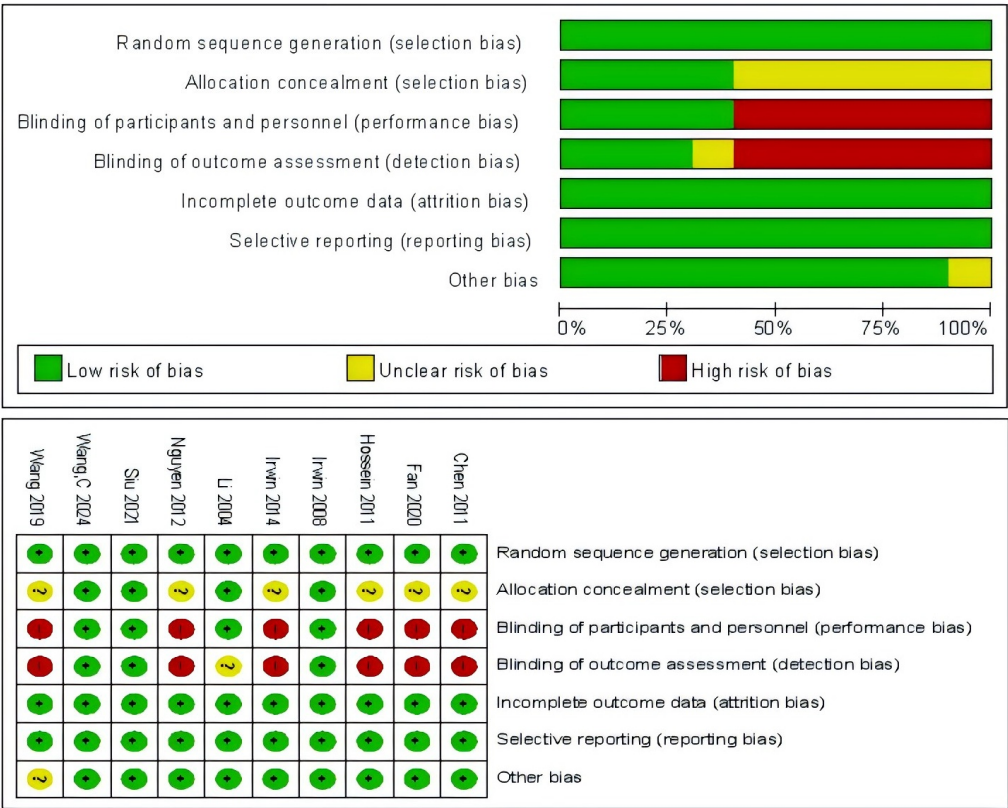 Random sequence generation (selection bias)
Allocation concealment (selection bias)
Blinding of participants and personnel (performance bias)
Blinding of outcome assessment (detection bias)
Incomplete outcome data (attrition bias)
Selective reporting (reporting bias)
Other bias
0% 25% 50% 75% 100%
Low risk of bias Unclear risk of bias High risk of bias
Wang 2019
Wang,C 2024
Siu 2021
Nguyen 2012
Li 2004
Irwin 2014
Irwin 2008
Hossein 2011
Fan 2020
Chen 2011
+ + + + + + + + + + Random sequence generation (selection bias)
? + + ? + ? + ? ? ? Allocation concealment (selection bias)
- + + - + - + - - - Blinding of participants and personnel (performance bias)
- + + - ? - + - - - Blinding of outcome assessment (detection bias)
+ + + + + + + + + + Incomplete outcome data (attrition bias)
+ + + + + + + + + + Selective reporting (reporting bias)
? + + + + + + + + + Other bias